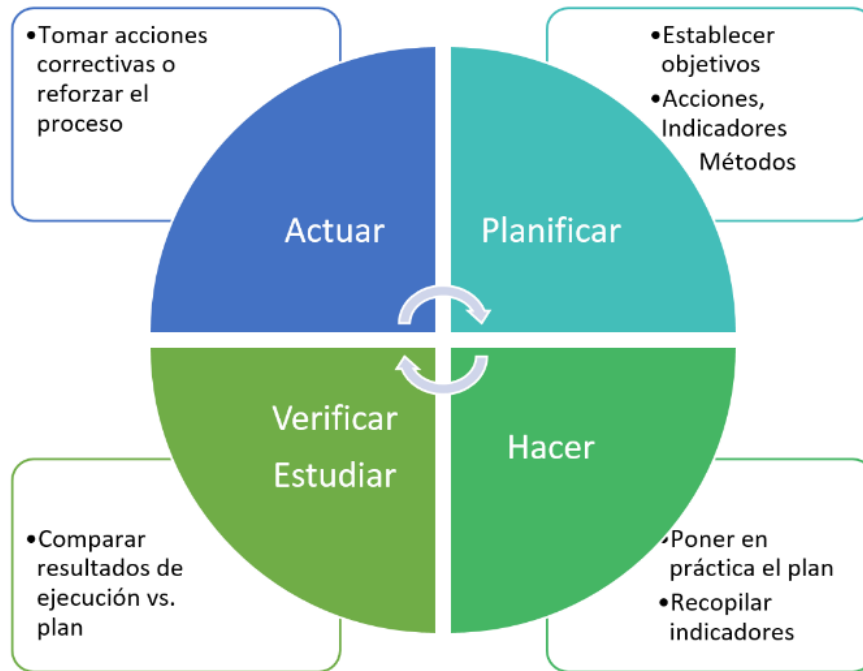 •Tomar acciones
correctivas o
reforzar el
proceso
•Establecer
objetivos
•Acciones,
Indicadores
Métodos
Actuar
Planificar
Verificar
Estudiar
Hacer
•Comparar
resultados de
ejecución vs.
plan
•Poner en
práctica el plan
•Recopilar
indicadores